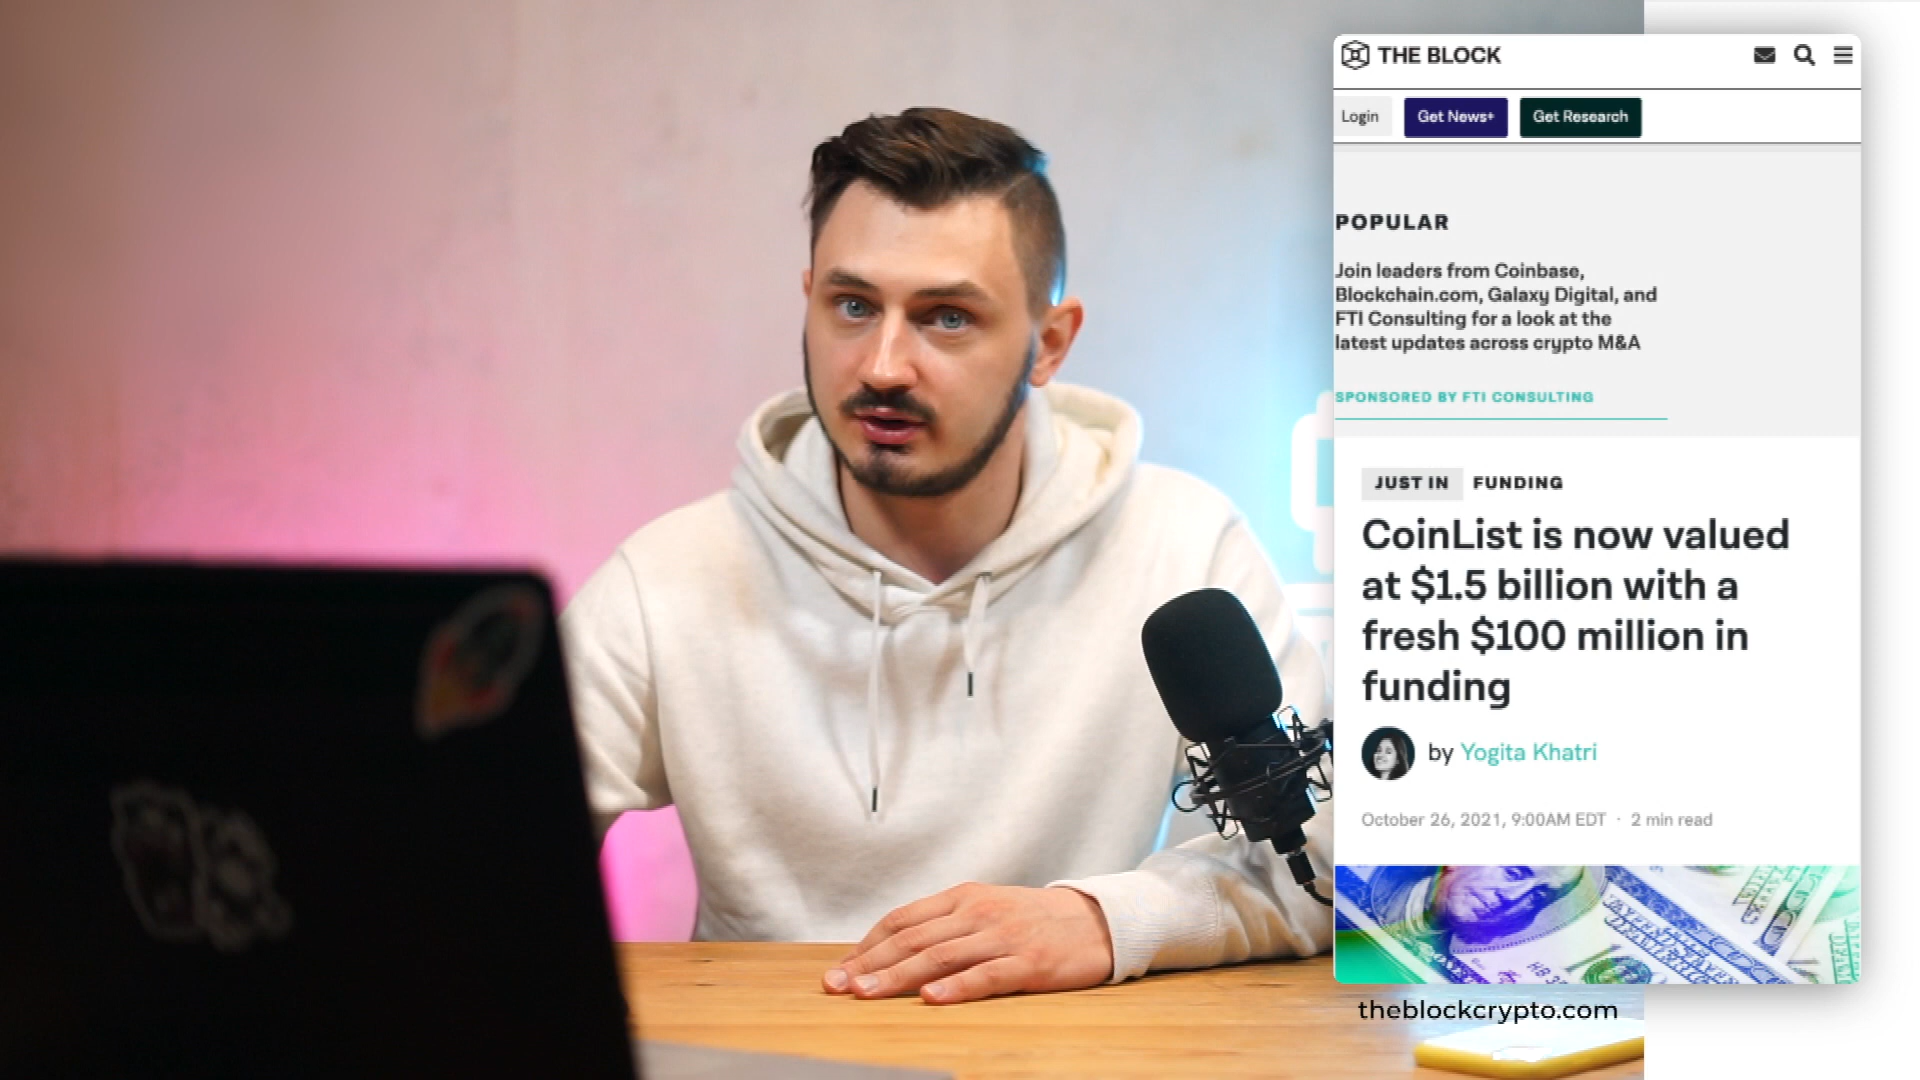 THE BLOCK
Login
Get News+
Get Research
POPULAR
Join leaders from Coinbase,
Blockchain.com, Galaxy Digital, and
FTI Consulting for a look at the
latest updates across crypto M&A
SPONSORED BY FTI CONSULTING
JUST IN FUNDING
CoinList is now valued
at $1.5 billion with a
fresh $100 million in
funding
by Yogita Khatri
October 26, 2021, 9:00AM EDT · 2 min read
theblockcrypto.com